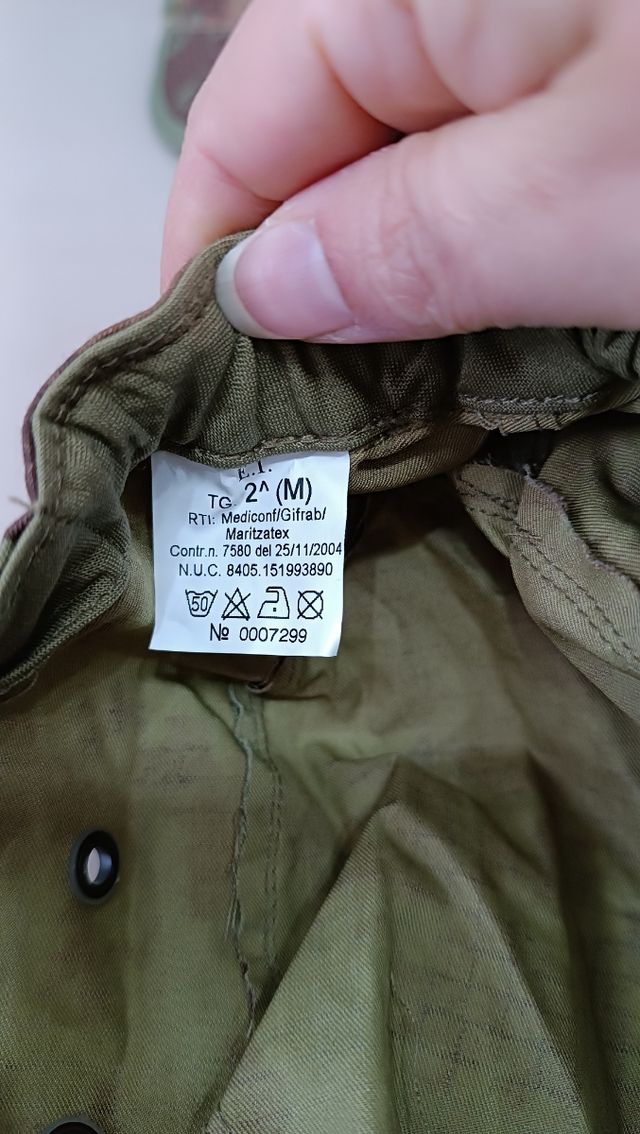 E.I.
TG. 2^ (M)
RTI: Mediconf/Gifrab/
Maritzatex
Contr.n. 7580 del 25/11/2004
N.U.C. 8405.151993890
50
№ 0007299